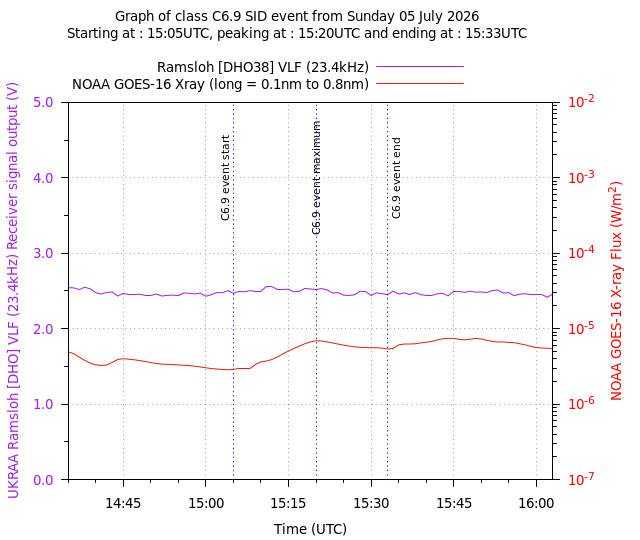 Graph of class C6.9 SID event from Sunday 05 July 2026
Starting at : 15:05UTC, peaking at : 15:20UTC and ending at : 15:33UTC
Ramsloh [DHO38] VLF (23.4kHz)
NOAA GOES-16 Xray (long = 0.1nm to 0.8nm)
UKRAA Ramsloh [DHO] VLF (23.4kHz) Receiver signal output (V)
5.0
4.0
3.0
2.0
1.0
0.0
C6.9 event start
C6.9 event maximum
C6.9 event end
10-2
10-3
10-4
10-5
10-6
10-7
NOAA GOES-16 X-ray Flux (W/m2)
14:45 15:00 15:15 15:30 15:45 16:00
Time (UTC)